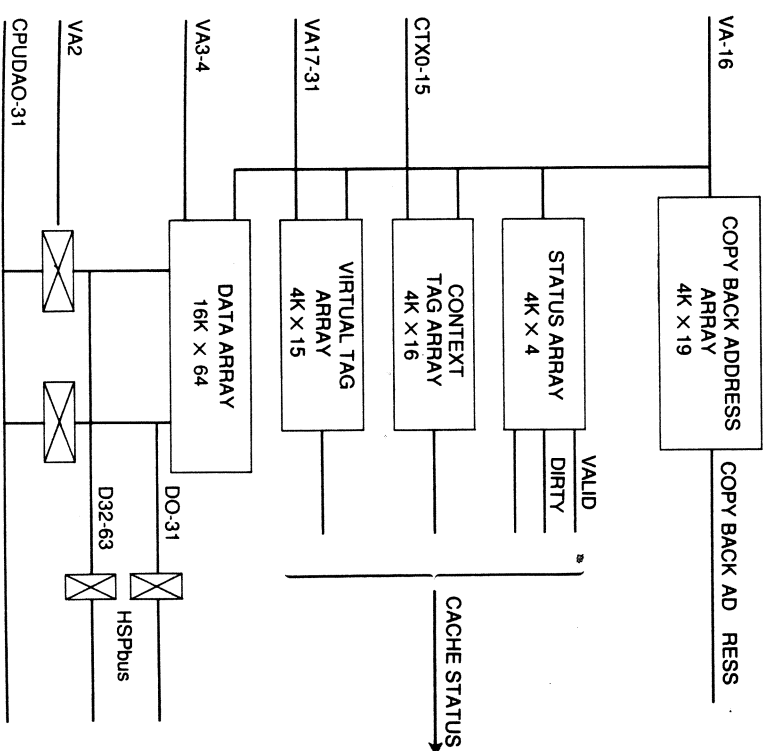 VA-16
COPY BACK ADDRESS
ARRAY
4K X 19
COPY BACK AD RESS
STATUS ARRAY
4K X 4
VALID
DIRTY
CACHE STATUS
CTX0-15
CONTEXT
TAG ARRAY
4K X 16
VA17-31
VIRTUAL TAG
ARRAY
4K X 15
VA3-4
DATA ARRAY
16K X 64
DO-31
HSPbus
D32-63
VA2
CPUDAO-31